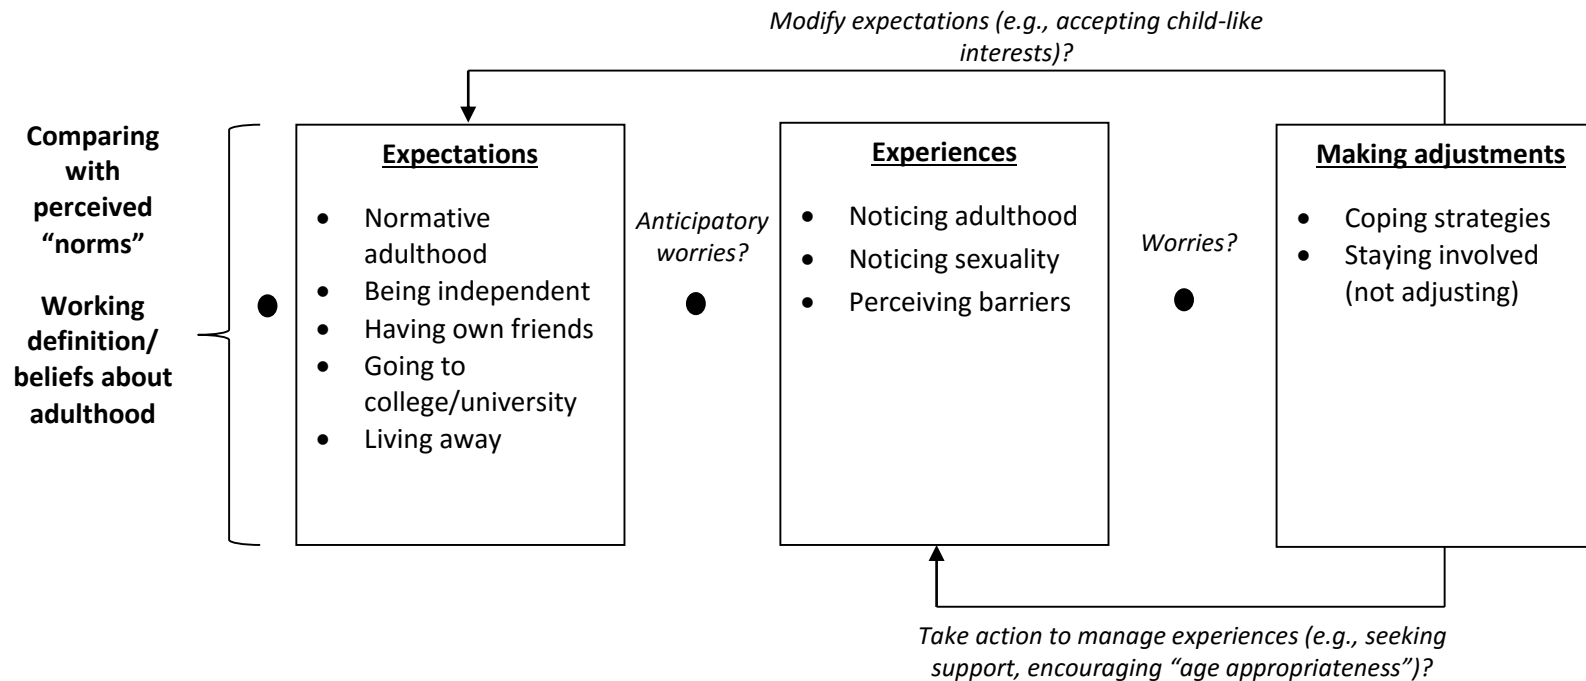 Modify expectations (e.g., accepting child-like
interests)?
Comparing
with
perceived
“norms”
Working
definition/
beliefs about
adulthood
Expectations
• Normative
adulthood
• Being independent
• Having own friends
• Going to
college/university
• Living away
Anticipatory
worries?
Experiences
• Noticing adulthood
• Noticing sexuality
• Perceiving barriers
Worries?
Making adjustments
• Coping strategies
• Staying involved
(not adjusting)
Take action to manage experiences (e.g., seeking
support, encouraging “age appropriateness”)?